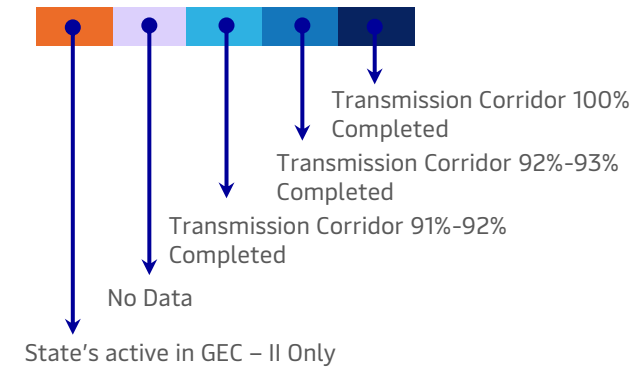 Transmission Corridor 100%
Completed
Transmission Corridor 92%-93%
Completed
Transmission Corridor 91%-92%
Completed
No Data
State's active in GEC – II Only